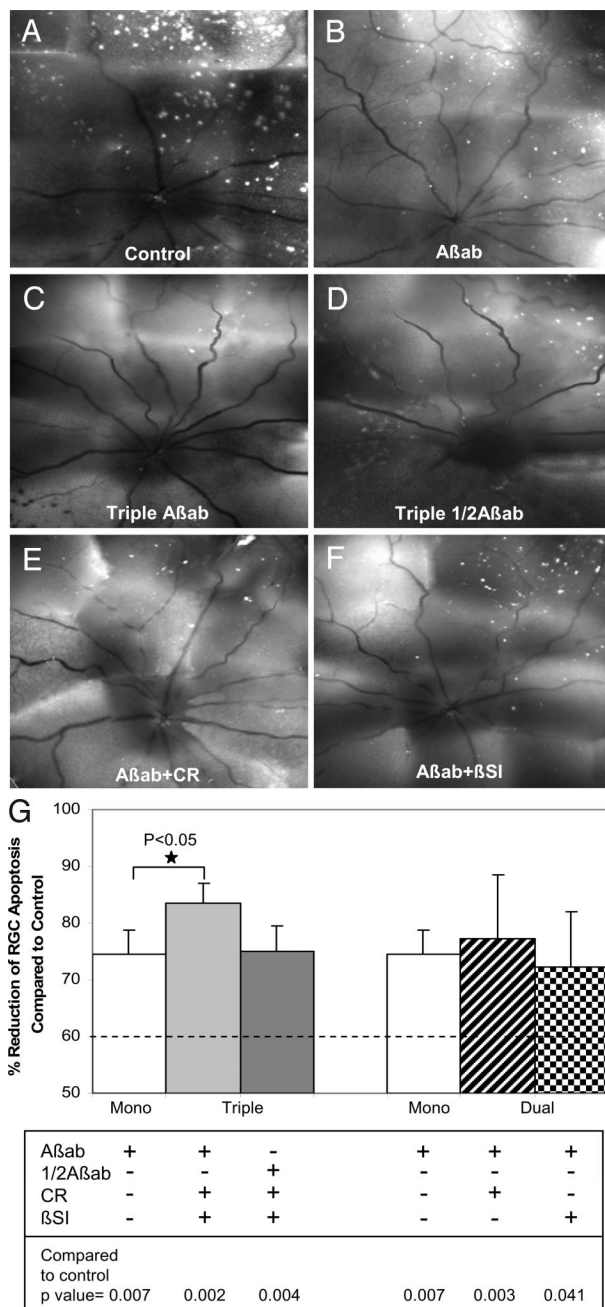 A
B
Control
Aßab
C
D
Triple Aßab
Triple 1/2Aßab
E
F
Aßab+CR
Aßab+ßSI
G
% Reduction of RGC Apoptosis
Compared to Control
100
90
80
70
60
50
P<0.05
★
Mono Triple Mono Dual
Aßab + + - + + +
1/2Aßab - - + - - -
CR - + + - + -
ßSI - + + - - +
Compared
to control
p value= 0.007 0.002 0.004 0.007 0.003 0.041